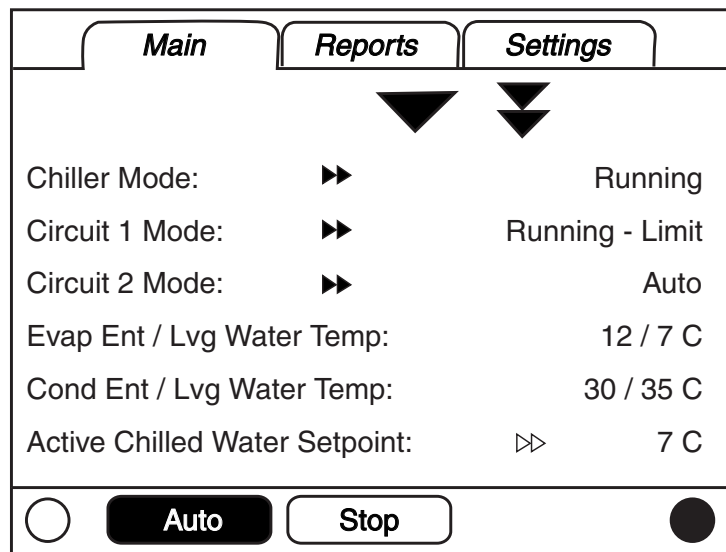 Main Reports Settings
Chiller Mode: Running
Circuit 1 Mode: Running - Limit
Circuit 2 Mode: Auto
Evap Ent / Lvg Water Temp: 12 / 7 C
Cond Ent / Lvg Water Temp: 30 / 35 C
Active Chilled Water Setpoint: 7 C
Auto Stop